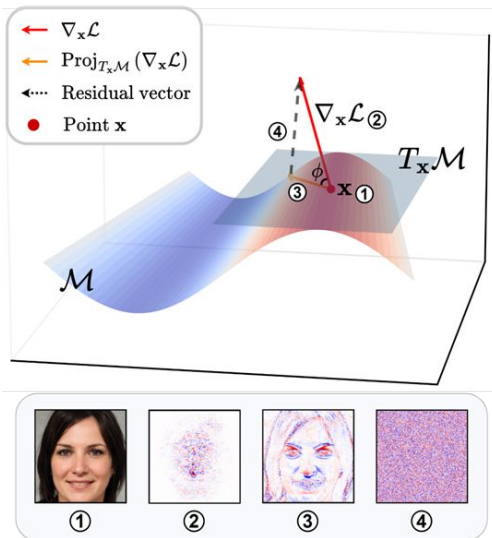 ∇ₓℒ
Proj_{Tₓℳ} (∇ₓℒ)
Residual vector
Point x
∇ₓℒ ②
④
Tₓℳ
ϕ
③
x ①
ℳ
① ② ③ ④